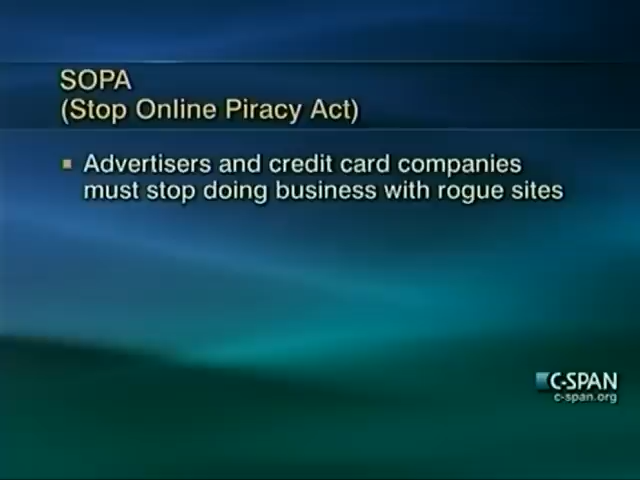 SOPA
(Stop Online Piracy Act)
Advertisers and credit card companies
must stop doing business with rogue sites
C-SPAN
c-span.org